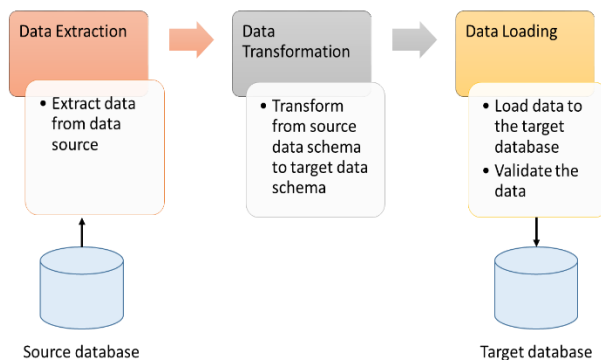 Data Extraction
• Extract data
from data
source
Data
Transformation
• Transform
from source
data schema
to target data
schema
Data Loading
• Load data to
the target
database
• Validate the
data
Source database
Target database